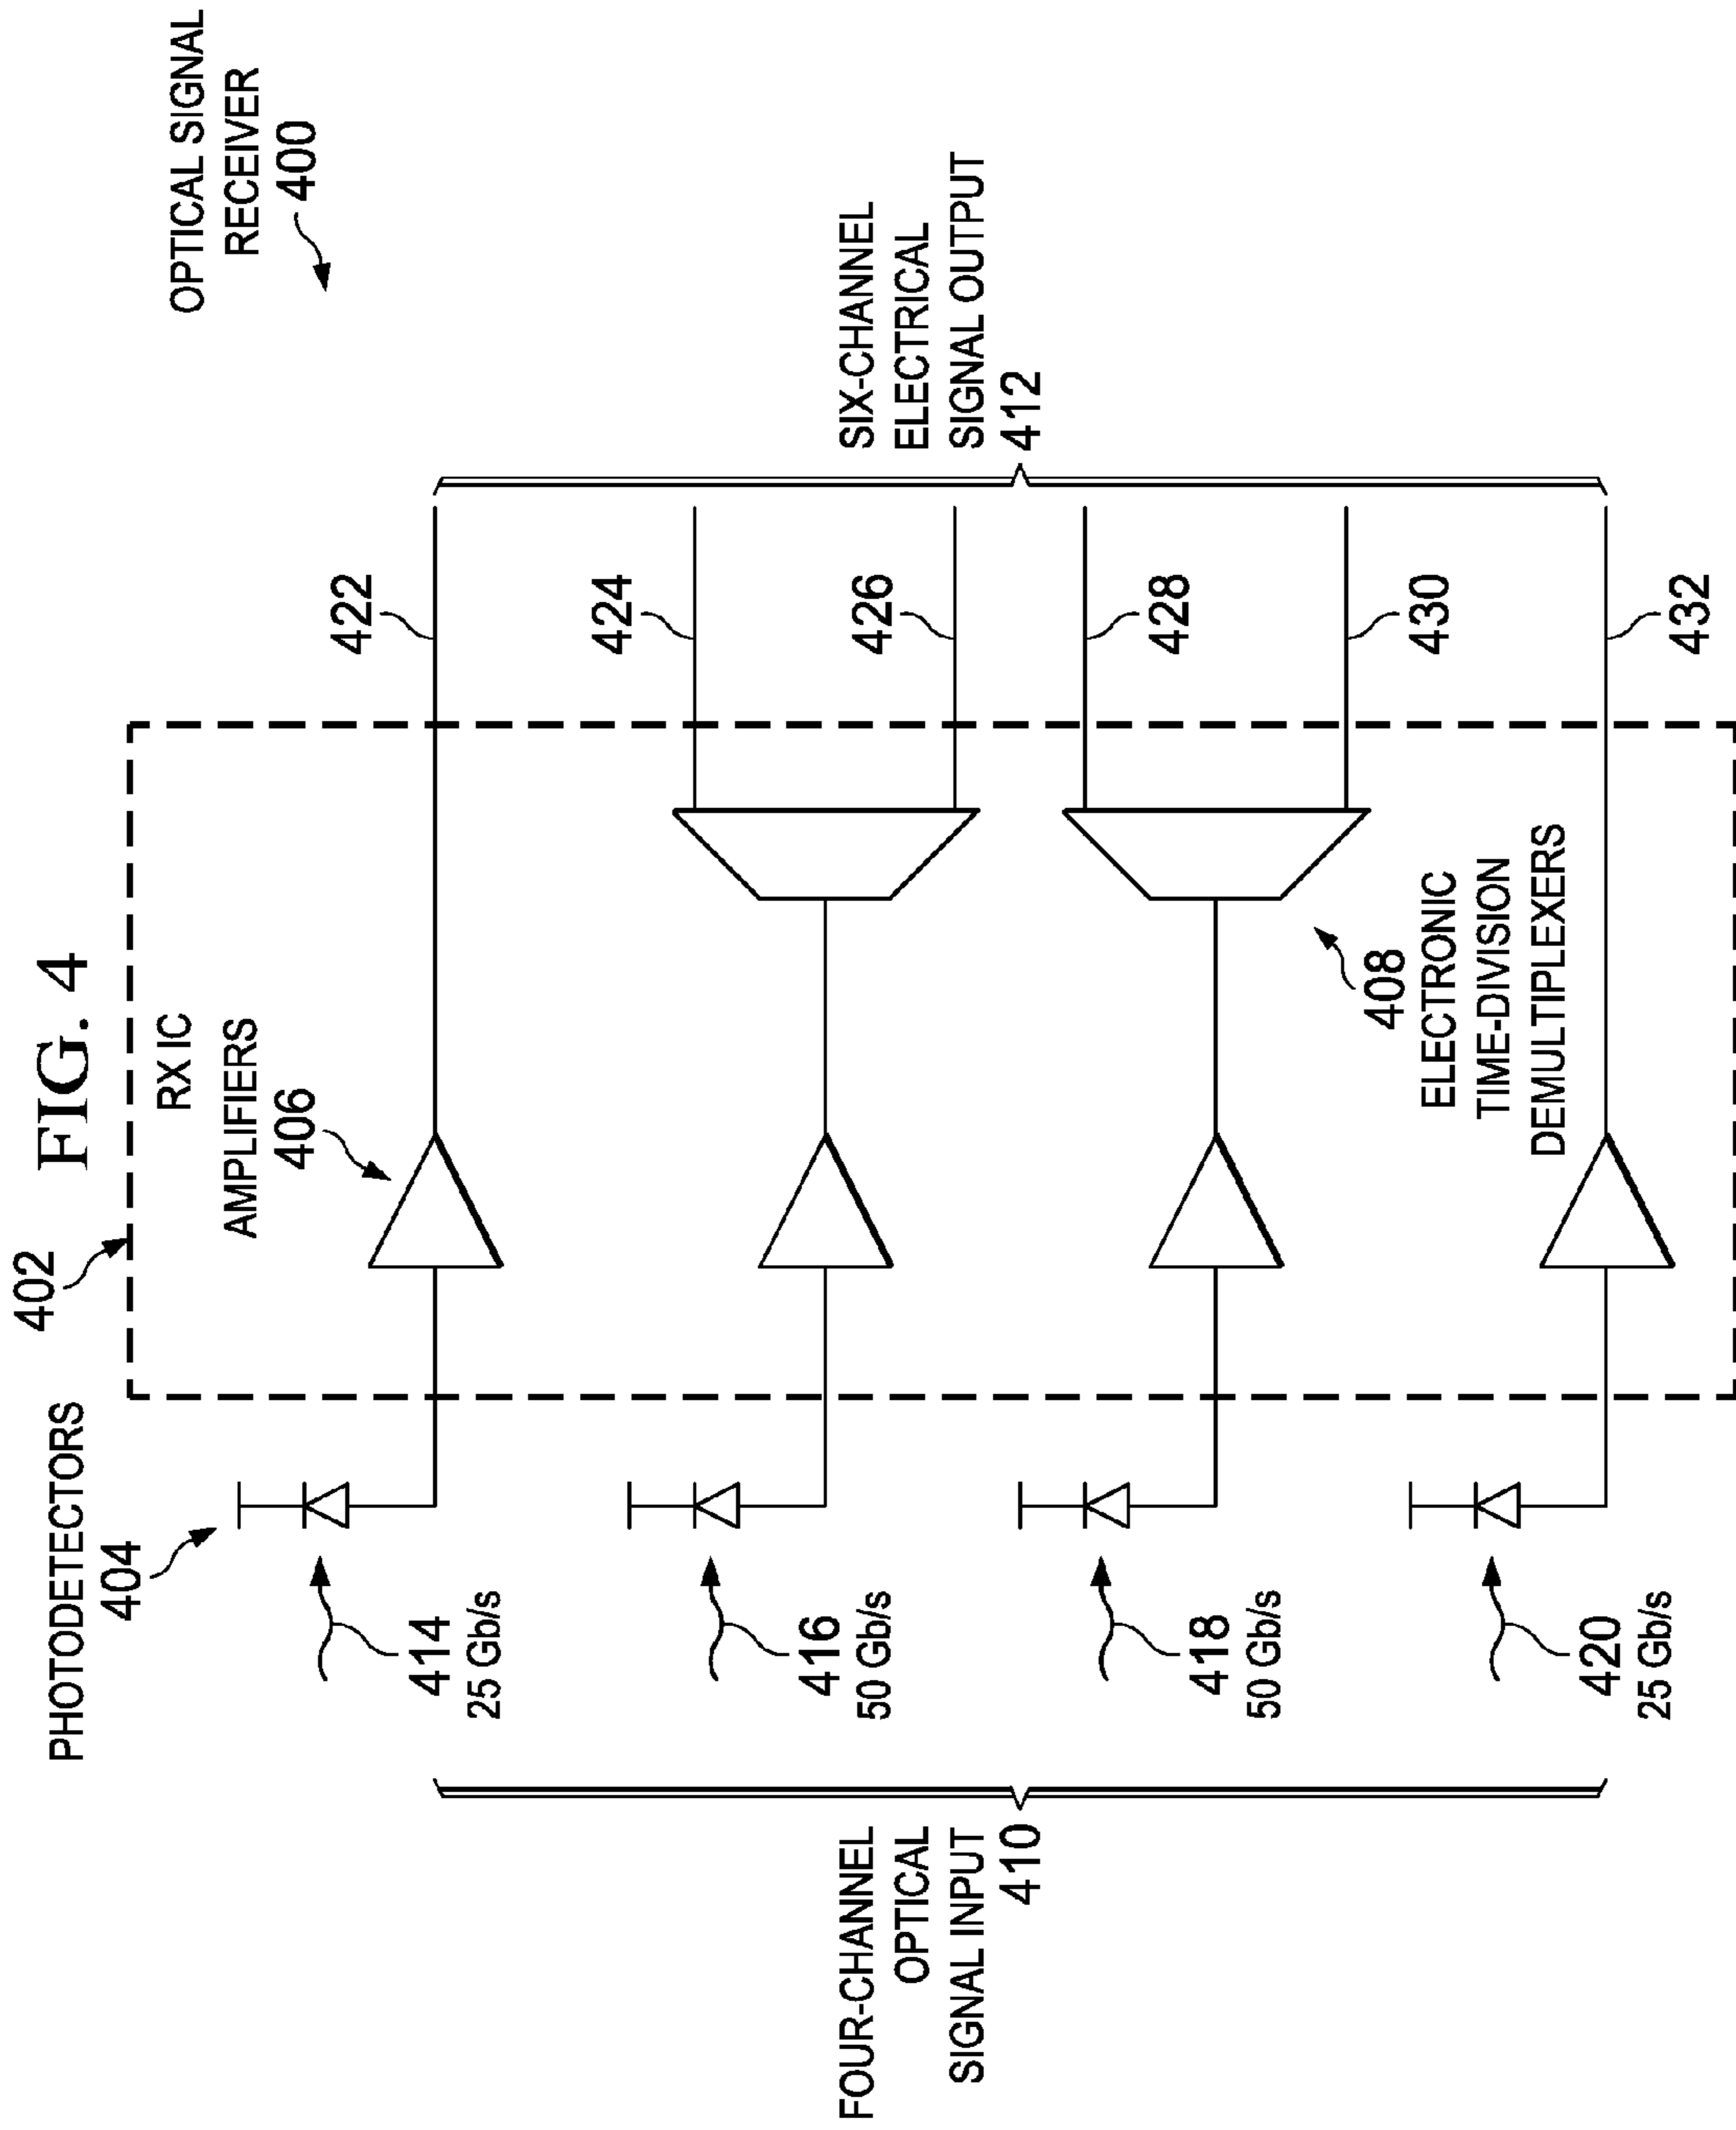 FIG. 4
OPTICAL SIGNAL
RECEIVER
400
402
RX IC
PHOTODETECTORS
404
AMPLIFIERS
406
414
25 Gb/s
422
416
50 Gb/s
424
426
FOUR-CHANNEL
OPTICAL
SIGNAL INPUT
410
SIX-CHANNEL
ELECTRICAL
SIGNAL OUTPUT
412
418
50 Gb/s
428
430
408
ELECTRONIC
TIME-DIVISION
DEMULTIPLEXERS
420
25 Gb/s
432